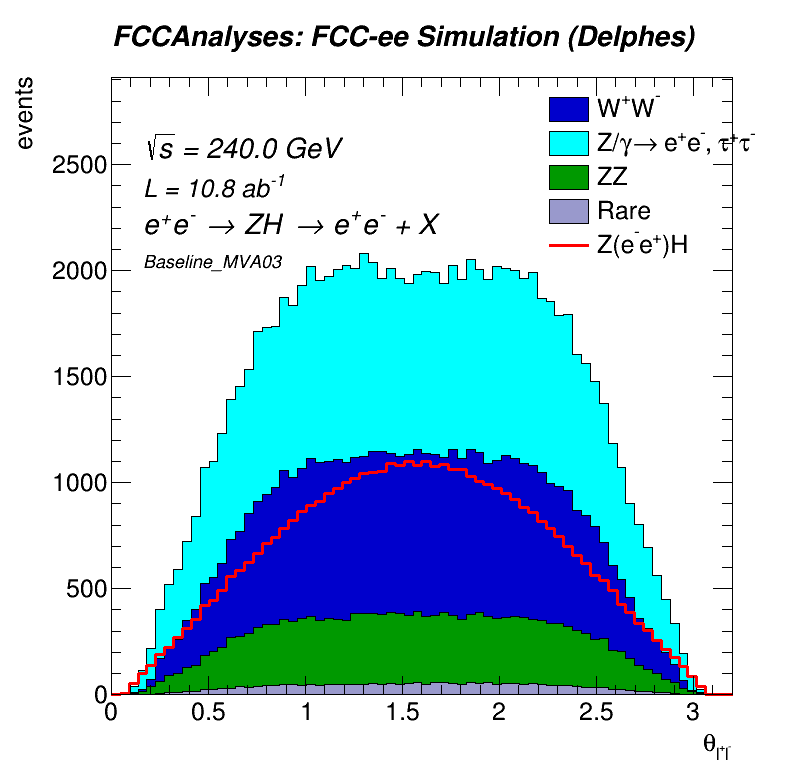 FCCAnalyses: FCC-ee Simulation (Delphes)
events
√s = 240.0 GeV
L = 10.8 ab⁻¹
e⁺e⁻ → ZH → e⁺e⁻ + X
Baseline_MVA03
W⁺W⁻
Z/γ→ e⁺e⁻, τ⁺τ⁻
ZZ
Rare
Z(e⁻e⁺)H
2500
2000
1500
1000
500
0
0 0.5 1 1.5 2 2.5 3
θ_l⁺l⁻